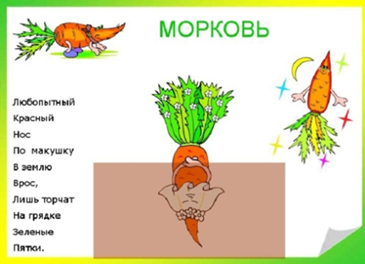 МОРКОВЬ
Любопытный
Красный
Нос
По макушку
В землю
Врос,
Лишь торчат
На грядке
Зеленые
Пятки.